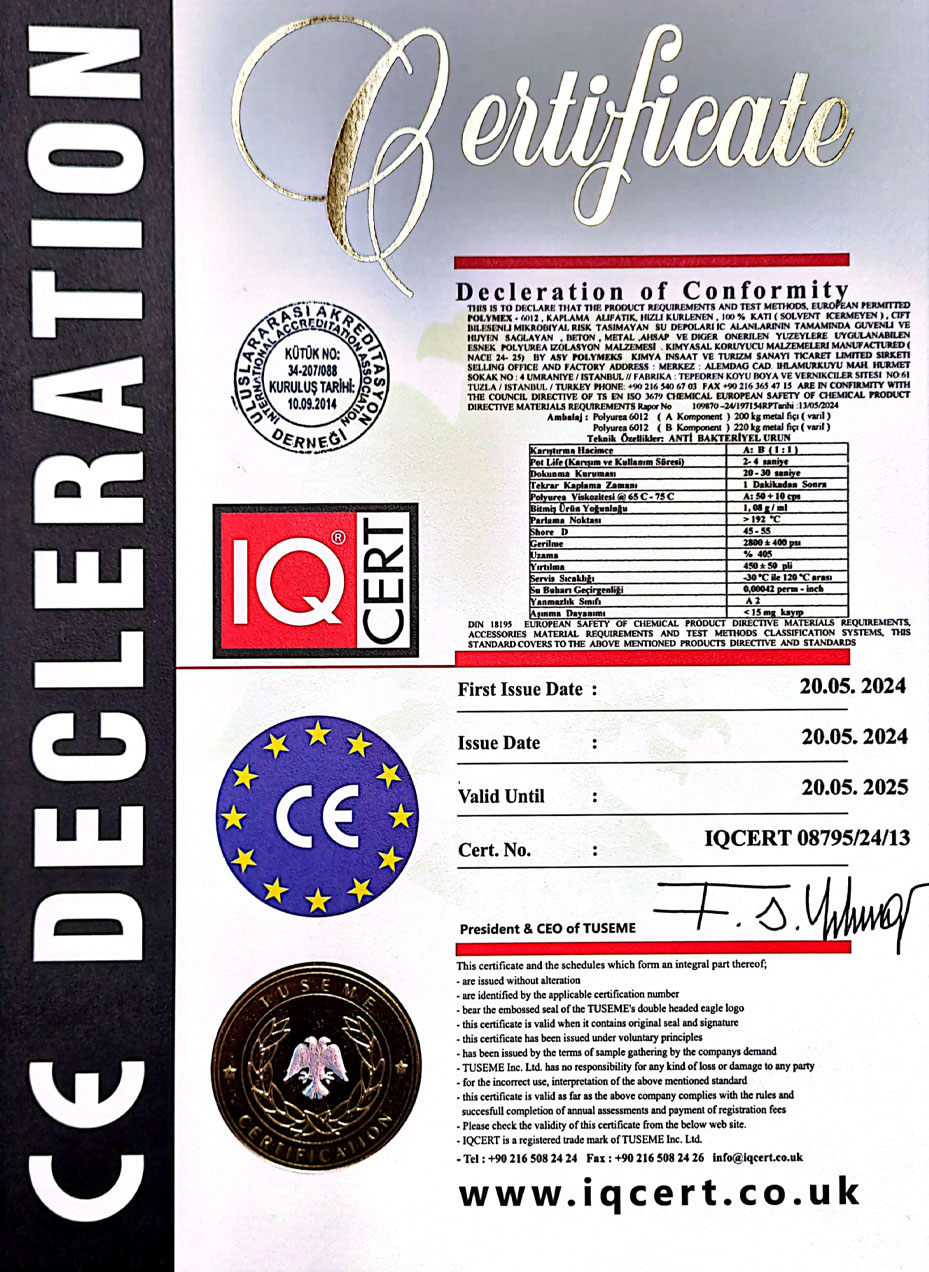 CE DECLERATION
Certificate
Decleration of Conformity
THIS IS TO DECLARE THAT THE PRODUCT REQUIREMENTS AND TEST METHODS, EUROPEAN PERMITTED
POLYMEX - 6012 , KAPLAMA ALIFATIK, HIZLI KURLENEN , 100 % KATI ( SOLVENT ICERMEYEN ) , CIFT
BILESENLI MIKROBIYAL RISK TASIMAYAN SU DEPOLARI IC ALANLARININ TAMAMINDA GUVENLI VE
HIJYEN SAGLAYAN , BETON , METAL ,AHSAP VE DIGER ONERILEN YUZEYLERE UYGULANABILEN
ESNEK POLYUREA IZOLASYON MALZEMESI . KIMYASAL KORUYUCU MALZEMELERI MANUFACTURED (
NACE 24- 25) BY ASY POLYMEKS KIMYA INSAAT VE TURIZM SANAYI TICARET LIMITED SIRKETI
SELLING OFFICE AND FACTORY ADDRESS : MERKEZ : ALEMDAG CAD. IHLAMURKUYU MAH. HURMET
SOKAK NO : 4 UMRANIYE / ISTANBUL // FABRIKA : TEPEOREN KOYU BOYA VE VERNIKCILER SITESI NO 61
TUZLA / ISTANBUL / TURKEY PHONE: +90 216 540 67 03 FAX +90 216 365 47 15 ARE IN CONFIRMITY WITH
THE COUNCIL DIRECTIVE OF TS EN ISO 3679 CHEMICAL EUROPEAN SAFETY OF CHEMICAL PRODUCT
DIRECTIVE MATERIALS REQUIREMENTS Rapor No 109870 -24/197154RPTarihi :13/05/2024
Ambalaj : Polyurea 6012 ( A Komponent ) 200 kg metal fıçı ( varil )
Polyurea 6012 ( B Komponent ) 220 kg metal fıçı ( varil )
Teknik Özellikler: ANTİ BAKTERİYEL URUN
Karıştırma Hacimce A: B ( 1 : 1 )
Pot Life (Karışım ve Kullanım Süresi) 2- 4 saniye
Dokunma Kuruması 20 - 30 saniye
Tekrar Kaplama Zamanı 1 Dakikadan Sonra
Polyurea Viskozitesi @ 65 C - 75 C A: 50 + 10 cps
Bitmiş Ürün Yoğunluğu 1, 08 g / ml
Parlama Noktası > 192 °C
Shore D 45 - 55
Gerilme 2800 ± 400 psi
Uzama % 405
Yırtılma 450 ± 50 pli
Servis Sıcaklığı -30 °C ile 120 °C arası
Su Buharı Geçirgenliği 0,00042 perm - inch
Yanmazlık Sınıfı A 2
Aşınma Dayanımı < 15 mg kayıp
DIN 18195 EUROPEAN SAFETY OF CHEMICAL PRODUCT DIRECTIVE MATERIALS REQUIREMENTS,
ACCESSORIES MATERIAL REQUIREMENTS AND TEST METHODS CLASSIFICATION SYSTEMS, THIS
STANDARD COVERS TO THE ABOVE MENTIONED PRODUCTS DIRECTIVE AND STANDARDS
ULUSLARARASI AKREDİTASYON
INTERNATIONAL ACCREDITATION ASSOCIATION
KÜTÜK NO:
34-207/088
KURULUŞ TARİHİ:
10.09.2014
DERNEĞİ
IQ®
CERT
First Issue Date : 20.05. 2024
Issue Date : 20.05. 2024
Valid Until : 20.05. 2025
Cert. No. : IQCERT 08795/24/13
CE
President & CEO of TUSEME
This certificate and the schedules which form an integral part thereof;
- are issued without alteration
- are identified by the applicable certification number
- bear the embossed seal of the TUSEME's double headed eagle logo
- this certificate is valid when it contains original seal and signature
- this certificate has been issued under voluntary principles
- has been issued by the terms of sample gathering by the companys demand
- TUSEME Inc. Ltd. has no responsibility for any kind of loss or damage to any party
- for the incorrect use, interpretation of the above mentioned standard
- this certificate is valid as far as the above company complies with the rules and
succesfull completion of annual assessments and payment of registration fees
- Please check the validity of this certificate from the below web site.
- IQCERT is a registered trade mark of TUSEME Inc. Ltd.
- Tel : +90 216 508 24 24 Fax : +90 216 508 24 26 Info@iqcert.co.uk
www.iqcert.co.uk
TUSEME
CERTIFICATION